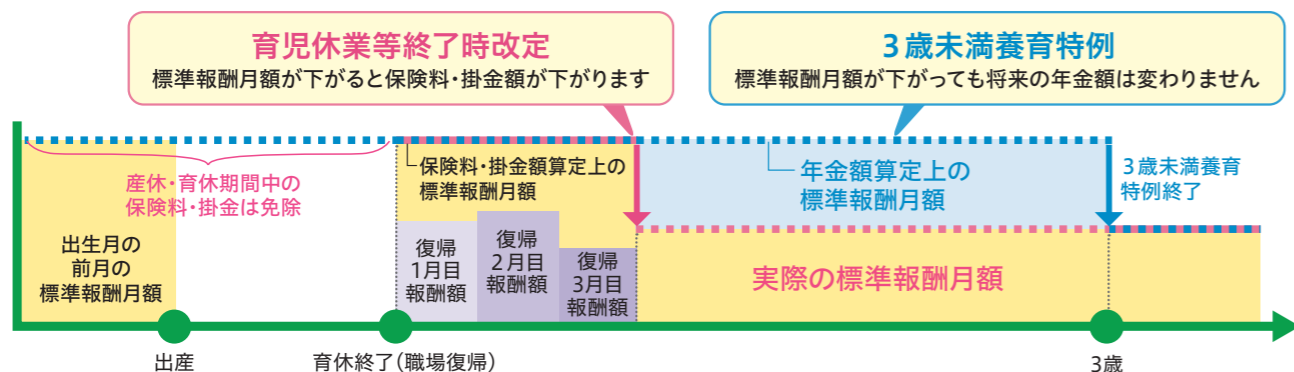 育児休業等終了時改定
標準報酬月額が下がると保険料・掛金額が下がります
3歳未満養育特例
標準報酬月額が下がっても将来の年金額は変わりません
産休・育休期間中の
保険料・掛金は免除
出生月の
前月の
標準報酬月額
保険料・掛金額算定上の
標準報酬月額
復帰
1月目
報酬額
復帰
2月目
報酬額
復帰
3月目
報酬額
年金額算定上の
標準報酬月額
3歳未満養育
特例終了
実際の標準報酬月額
出産
育休終了(職場復帰)
3歳